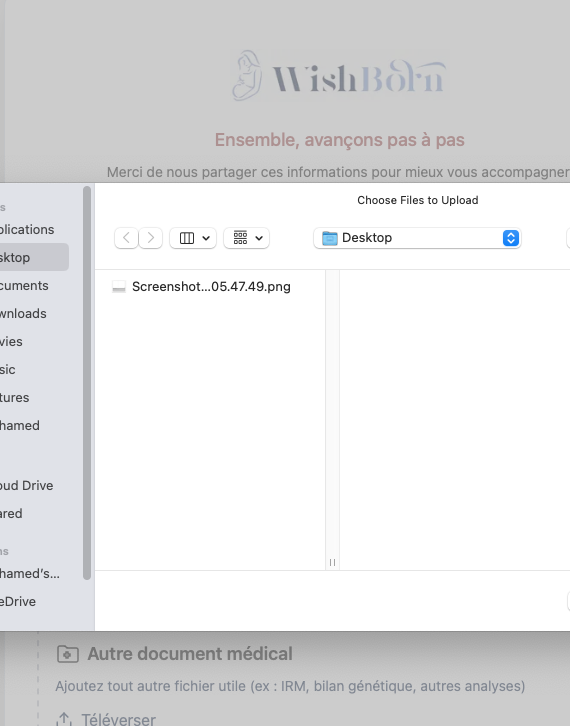 WishBorn
Ensemble, avançons pas à pas
Merci de nous partager ces informations pour mieux vous accompagner
Choose Files to Upload
s
plications
Desktop
sktop
cuments
Screenshot...05.47.49.png
wnloads
vies
sic
tures
hamed
oud Drive
ared
ns
hamed's...
eDrive
Autre document médical
Ajoutez tout autre fichier utile (ex : IRM, bilan génétique, autres analyses)
Téléverser